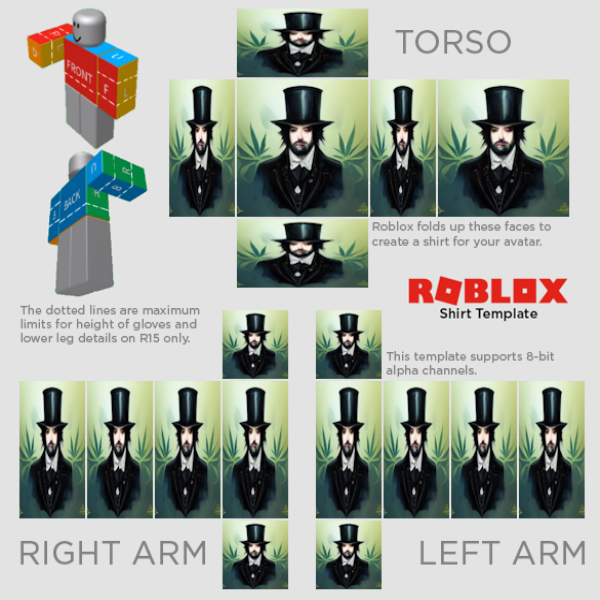 TORSO
FRONT
F
L
BACK
Roblox folds up these faces to
create a shirt for your avatar.
ROBLOX
Shirt Template
The dotted lines are maximum
limits for height of gloves and
lower leg details on R15 only.
This template supports 8-bit
alpha channels.
RIGHT ARM
LEFT ARM